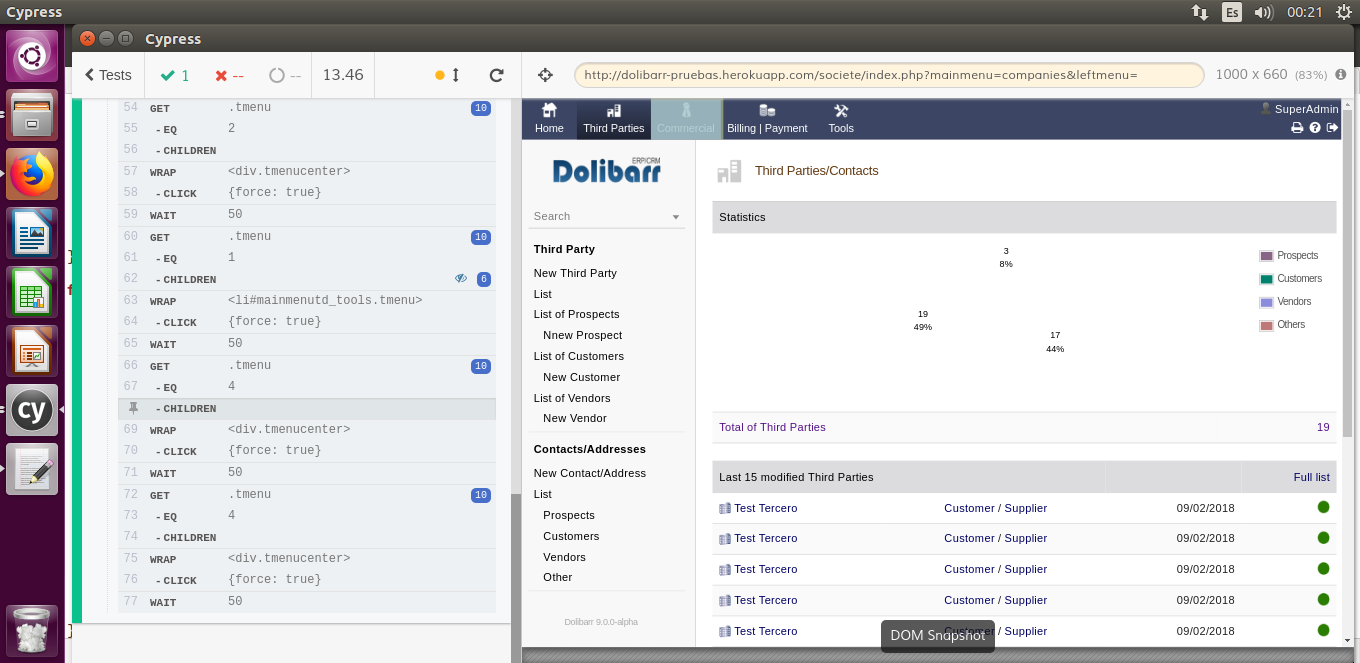 Cypress
Es
00:21
Cypress
Tests
1
--
--
13.46
http://dolibarr-pruebas.herokuapp.com/societe/index.php?mainmenu=companies&leftmenu=
1000 x 660 (83%)
54 GET .tmenu 10
55 - EQ 2
56 - CHILDREN
57 WRAP <div.tmenucenter>
58 - CLICK {force: true}
59 WAIT 50
60 GET .tmenu 10
61 - EQ 1
62 - CHILDREN 6
63 WRAP <li#mainmenutd_tools.tmenu>
64 - CLICK {force: true}
65 WAIT 50
66 GET .tmenu 10
67 - EQ 4
- CHILDREN
69 WRAP <div.tmenucenter>
70 - CLICK {force: true}
71 WAIT 50
72 GET .tmenu 10
73 - EQ 4
74 - CHILDREN
75 WRAP <div.tmenucenter>
76 - CLICK {force: true}
77 WAIT 50
cy
Home
Third Parties
Commercial
Billing | Payment
Tools
SuperAdmin
Dolibarr
ERP/CRM
Search
Third Party
New Third Party
List
List of Prospects
Nnew Prospect
List of Customers
New Customer
List of Vendors
New Vendor
Contacts/Addresses
New Contact/Address
List
Prospects
Customers
Vendors
Other
Dolibarr 9.0.0-alpha
Third Parties/Contacts
Statistics
3
8%
19
49%
17
44%
Prospects
Customers
Vendors
Others
Total of Third Parties 19
Last 15 modified Third Parties Full list
Test Tercero Customer / Supplier 09/02/2018
Test Tercero Customer / Supplier 09/02/2018
Test Tercero Customer / Supplier 09/02/2018
Test Tercero Customer / Supplier 09/02/2018
Test Tercero Customer / Supplier 09/02/2018
DOM Snapshot